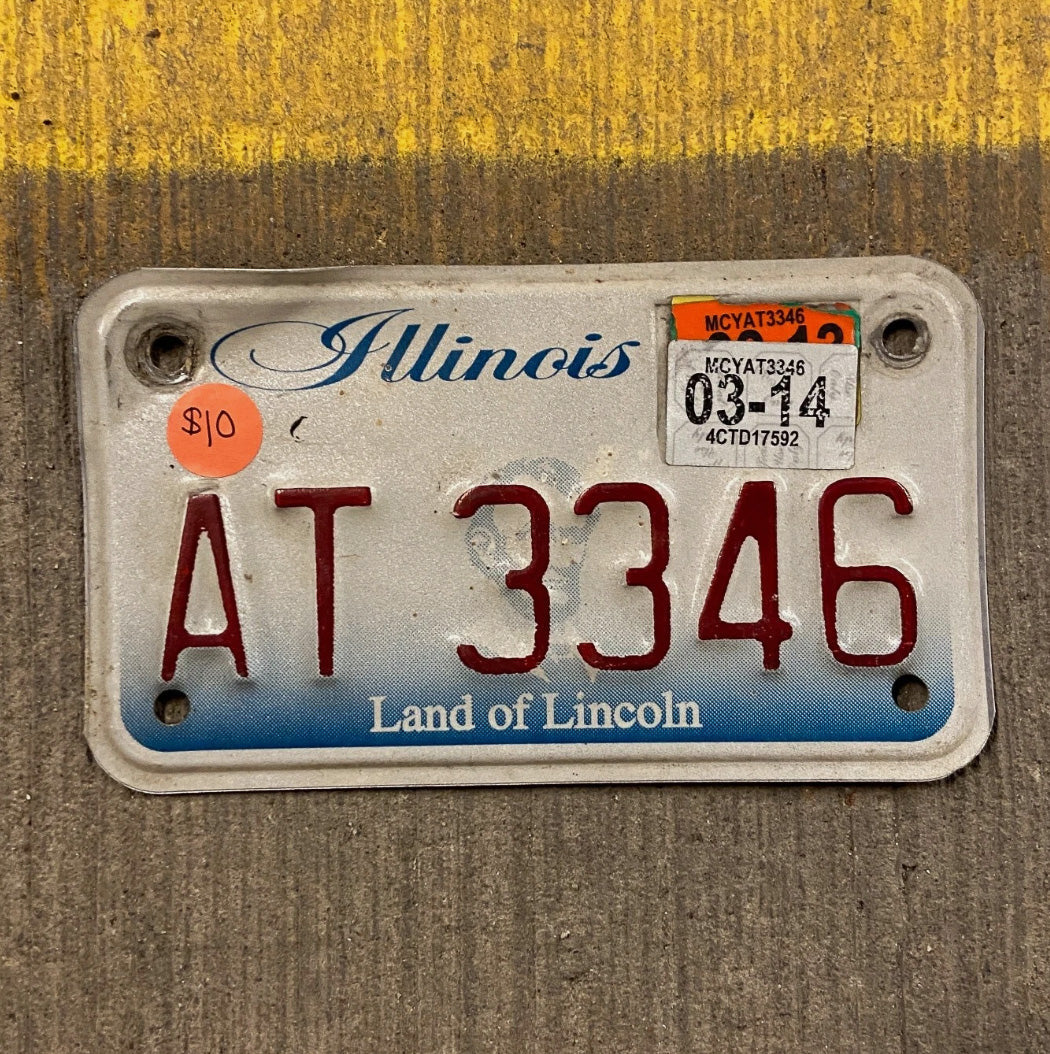 Illinois
MCYAT3346
MCYAT3346
03-14
4CTD17592
$10
AT 3346
Land of Lincoln